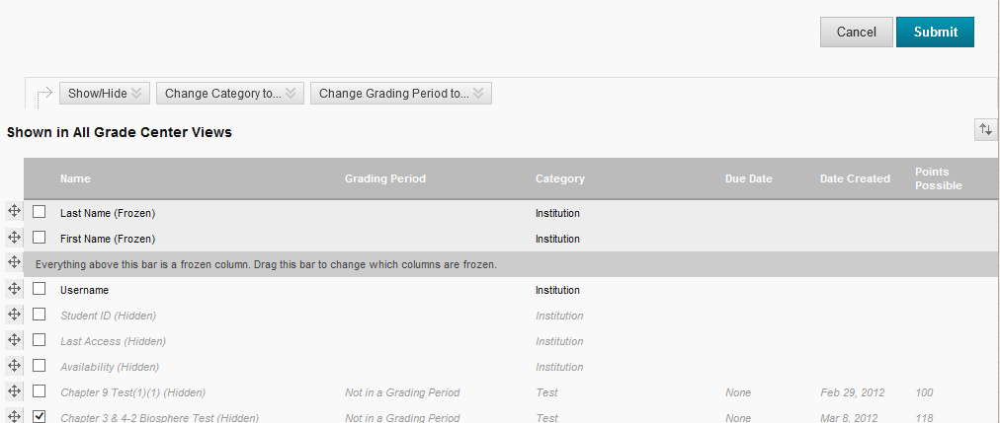 Cancel Submit
Show/Hide Change Category to... Change Grading Period to...
Shown in All Grade Center Views
Name Grading Period Category Due Date Date Created Points Possible
Last Name (Frozen) Institution
First Name (Frozen) Institution
Everything above this bar is a frozen column. Drag this bar to change which columns are frozen.
Username Institution
Student ID (Hidden) Institution
Last Access (Hidden) Institution
Availability (Hidden) Institution
Chapter 9 Test(1)(1) (Hidden) Not in a Grading Period Test None Feb 29, 2012 100
Chapter 3 & 4-2 Biosphere Test (Hidden) Not in a Grading Period Test None Mar 8, 2012 118